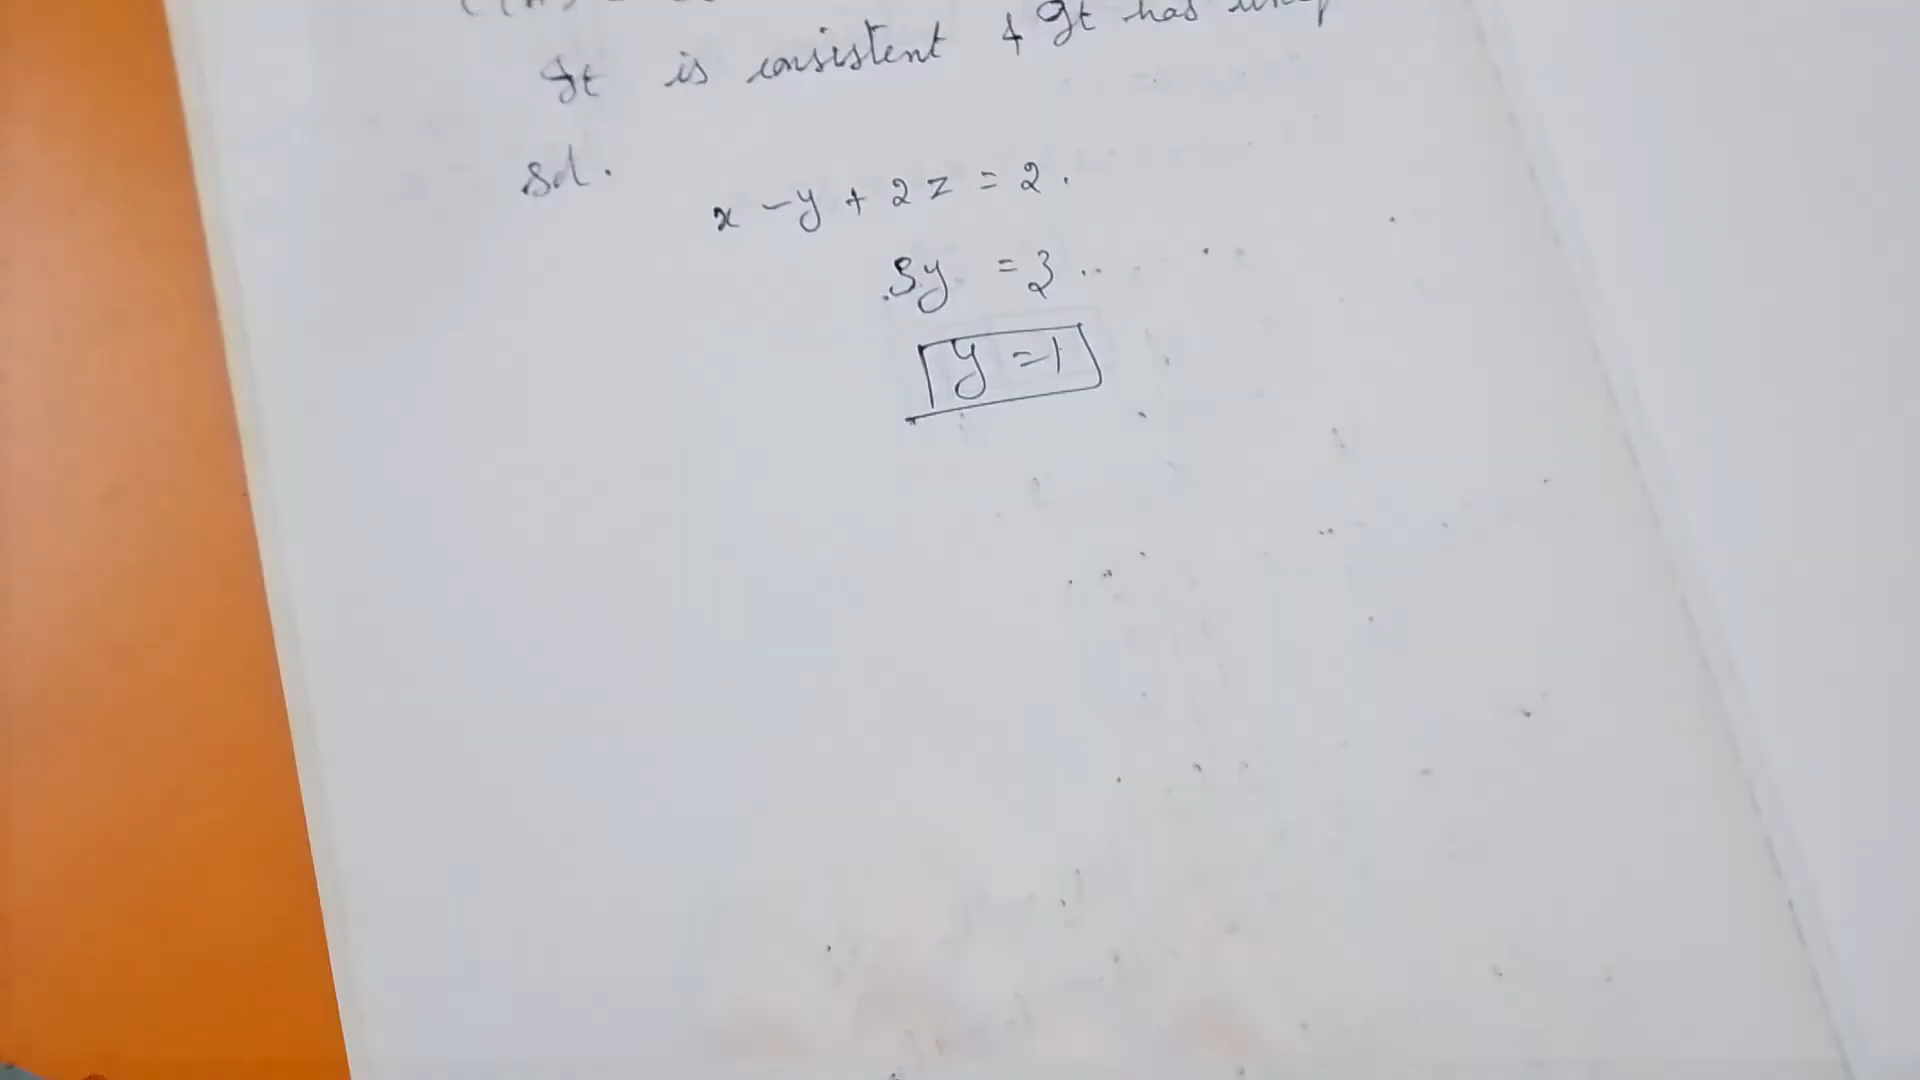 It is consistent & It has
sol.
x - y + 2z = 2.
3y = 3
y = 1